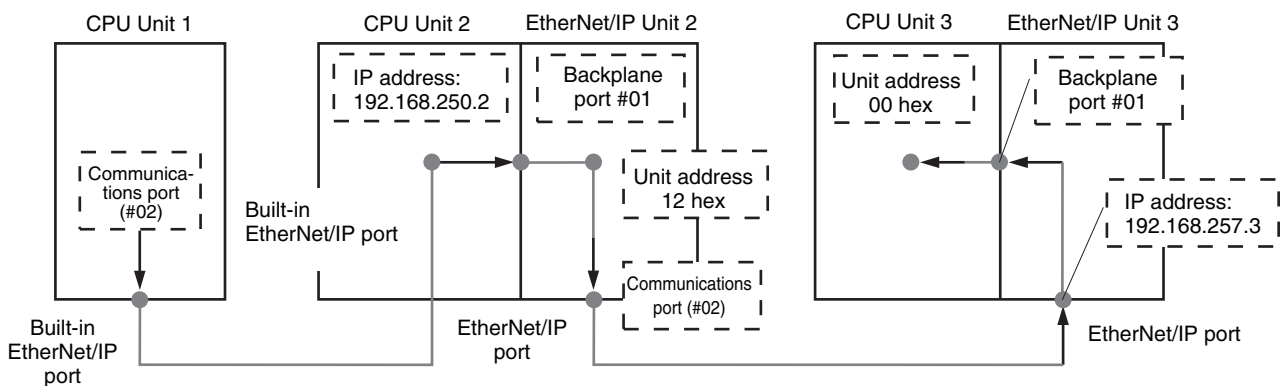 CPU Unit 1
CPU Unit 2
EtherNet/IP Unit 2
CPU Unit 3
EtherNet/IP Unit 3
IP address:
192.168.250.2
Backplane
port #01
Unit address
00 hex
Backplane
port #01
Communica-
tions port
(#02)
Built-in
EtherNet/IP port
Unit address
12 hex
IP address:
192.168.257.3
Communications
port (#02)
Built-in
EtherNet/IP
port
EtherNet/IP
port
EtherNet/IP port